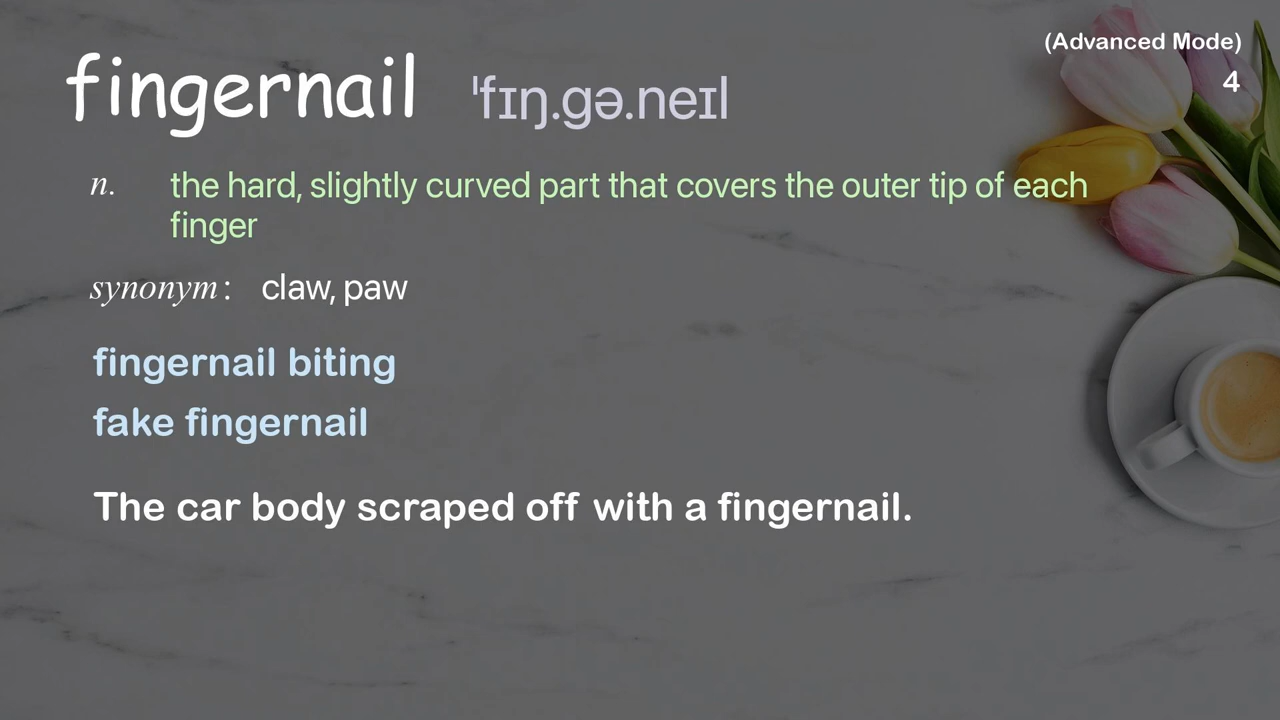 (Advanced Mode)
4
fingernail ˈfɪŋ.gə.neɪl
n. the hard, slightly curved part that covers the outer tip of each
finger
synonym: claw, paw
fingernail biting
fake fingernail
The car body scraped off with a fingernail.